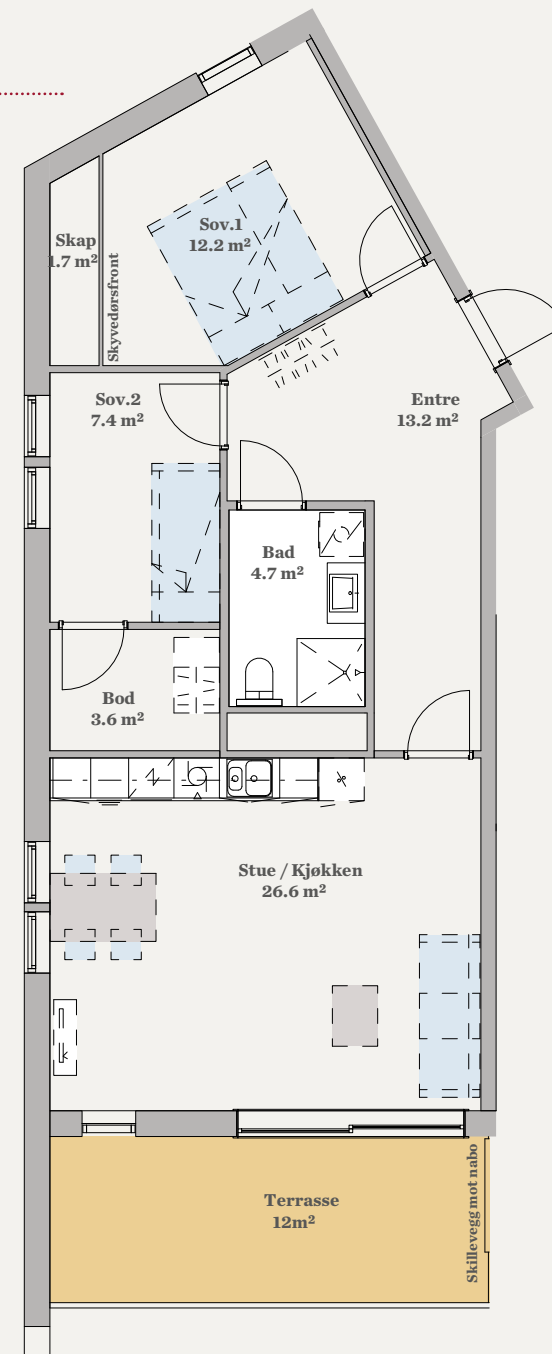 Sov.1
12.2 m²
Skap
1.7 m²
Skyvedørsfront
Sov.2
7.4 m²
Entre
13.2 m²
Bad
4.7 m²
Bod
3.6 m²
Stue / Kjøkken
26.6 m²
Terrasse
12m²
Skillevegg mot nabo